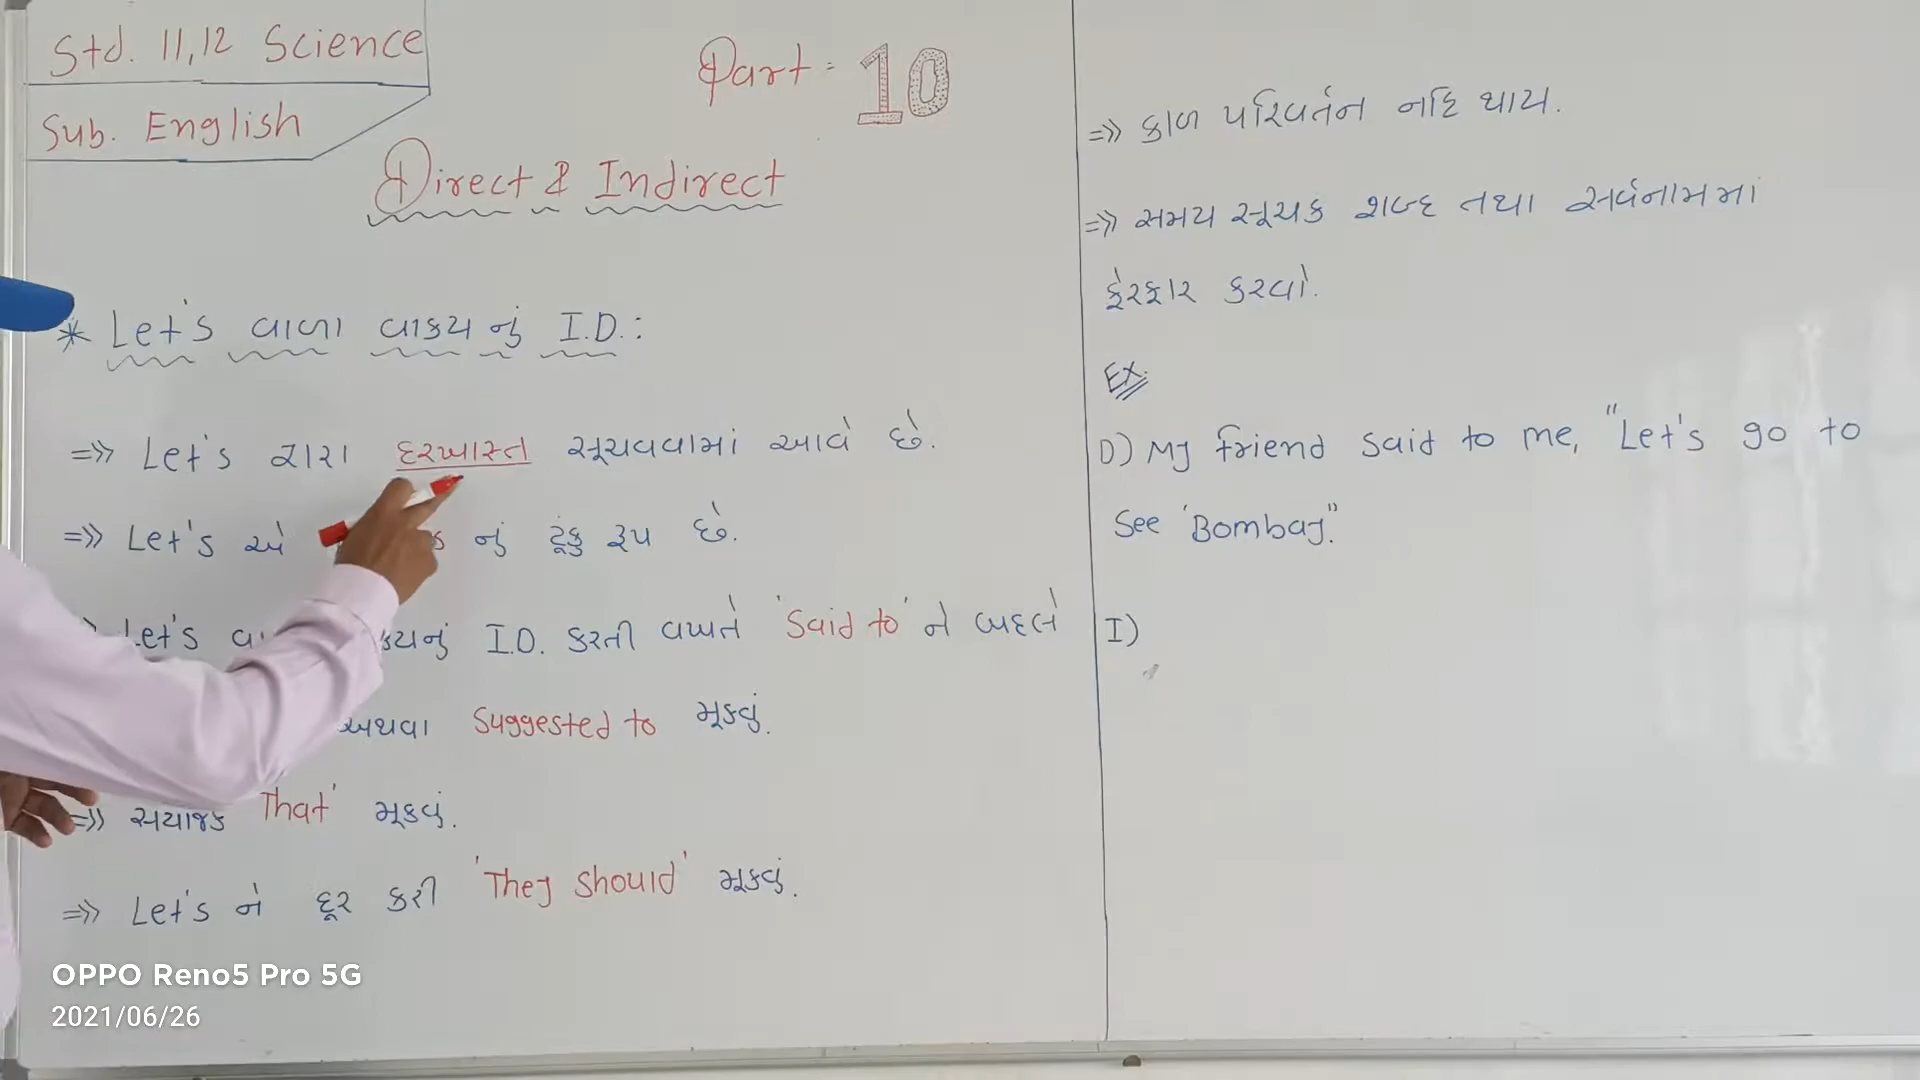 Std. 11,12 Science
Sub. English
Part: 10
Direct & Indirect
* Let's વાળા વાકય નું I.D.:
⇒» Let's દ્વારા દરખાસ્ત સૂચવવામાં આવે છે.
⇒» Let's એ નું ટૂંકુ રૂપ છે.
Let's I.D. કરતી વખતે 'Said to' ને બદલે
અથવા Suggested to મૂકવું.
⇒» સયાજક 'That' મૂકવું.
⇒» Let's ને દૂર કરી 'They should' મૂકવું.
⇒» કાળ પરિવર્તન નહિ થાય.
⇒» સમય સૂચક શબ્દ તથા સર્વનામમાં
ફેરફાર કરવો.
EX.
D) My friend said to me, "Let's go to
See 'Bombay."
I)
OPPO Reno5 Pro 5G
2021/06/26